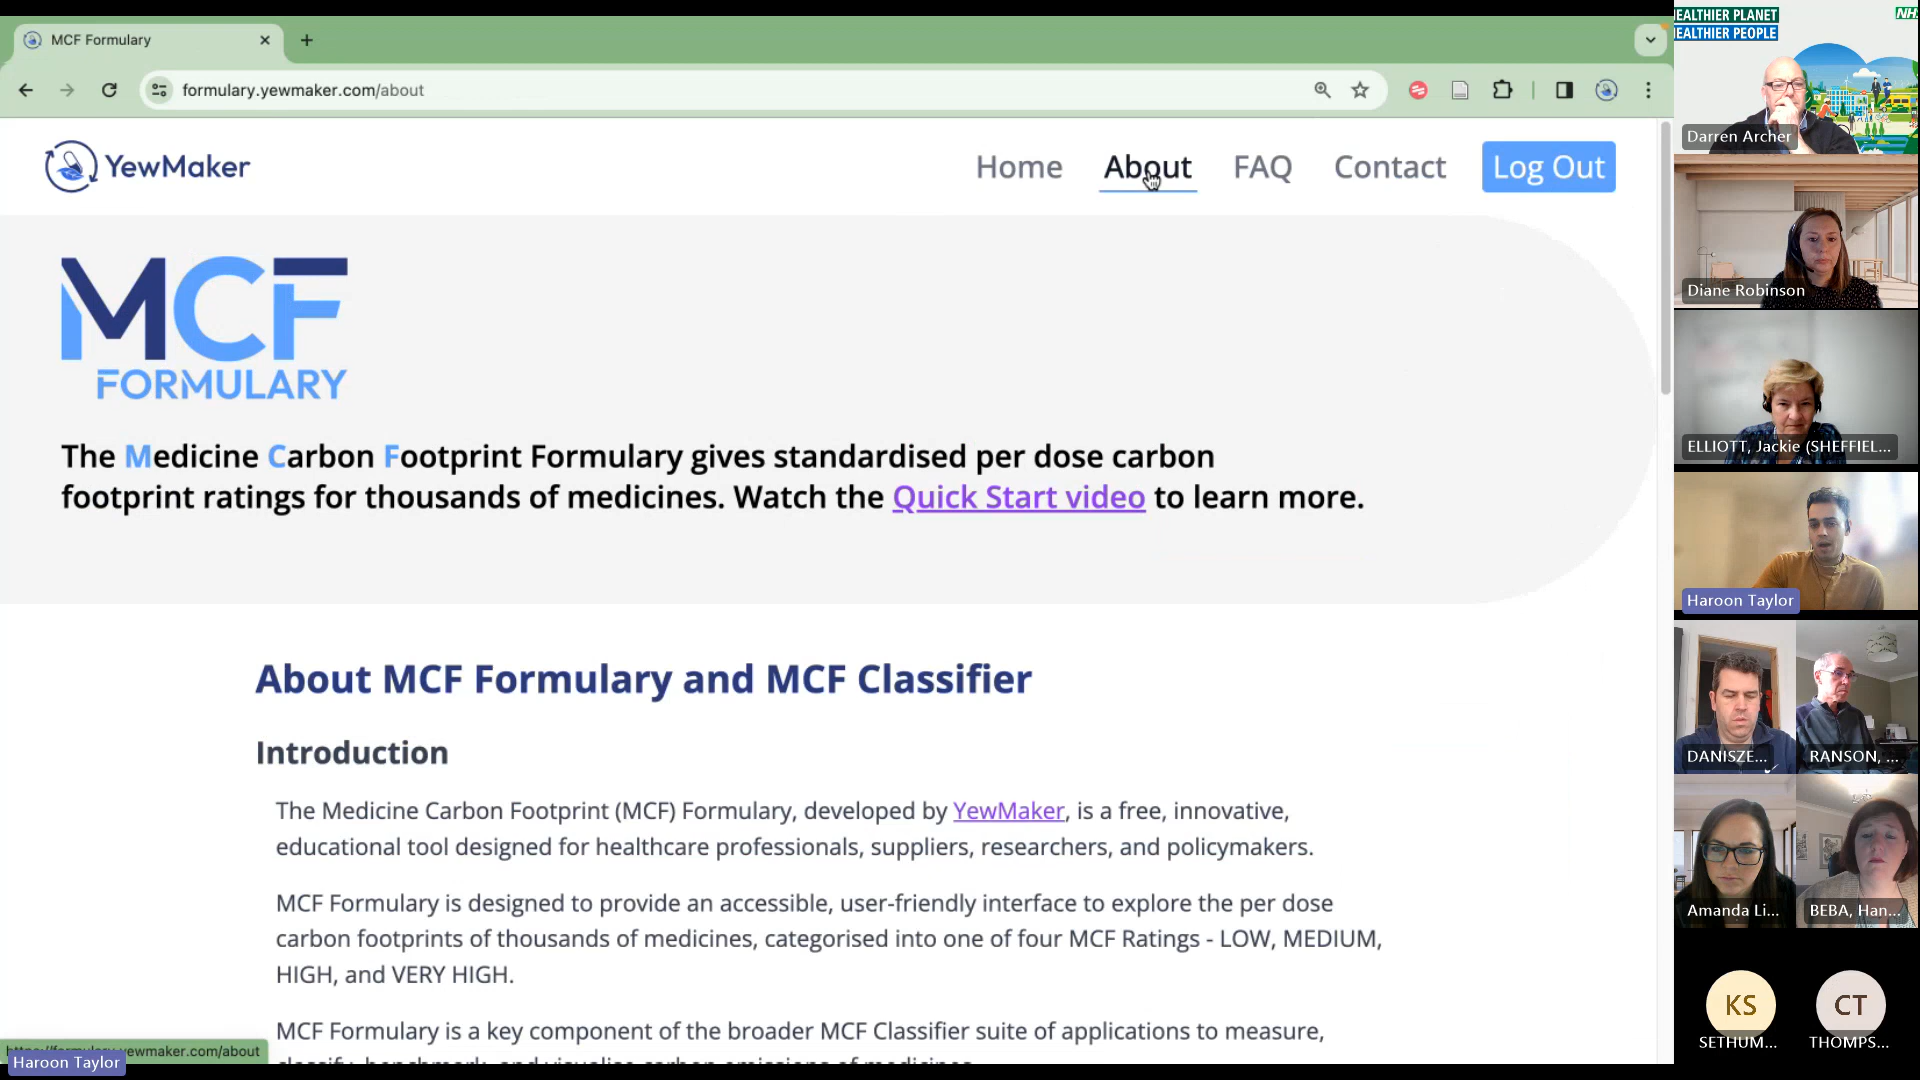 MCF Formulary
formulary.yewmaker.com/about
YewMaker
Home
About
FAQ
Contact
Log Out
MCF
FORMULARY
The Medicine Carbon Footprint Formulary gives standardised per dose carbon
footprint ratings for thousands of medicines. Watch the Quick Start video to learn more.
About MCF Formulary and MCF Classifier
Introduction
The Medicine Carbon Footprint (MCF) Formulary, developed by YewMaker, is a free, innovative,
educational tool designed for healthcare professionals, suppliers, researchers, and policymakers.
MCF Formulary is designed to provide an accessible, user-friendly interface to explore the per dose
carbon footprints of thousands of medicines, categorised into one of four MCF Ratings - LOW, MEDIUM,
HIGH, and VERY HIGH.
MCF Formulary is a key component of the broader MCF Classifier suite of applications to measure,
yewmaker.com/about
Haroon Taylor
EALTHIER PLANET
EALTHIER PEOPLE
NH
Darren Archer
Diane Robinson
ELLIOTT, Jackie (SHEFFIEL...
Haroon Taylor
DANISZE...
RANSON, ...
Amanda Li...
BEBA, Han...
KS
SETHUM...
CT
THOMPS...